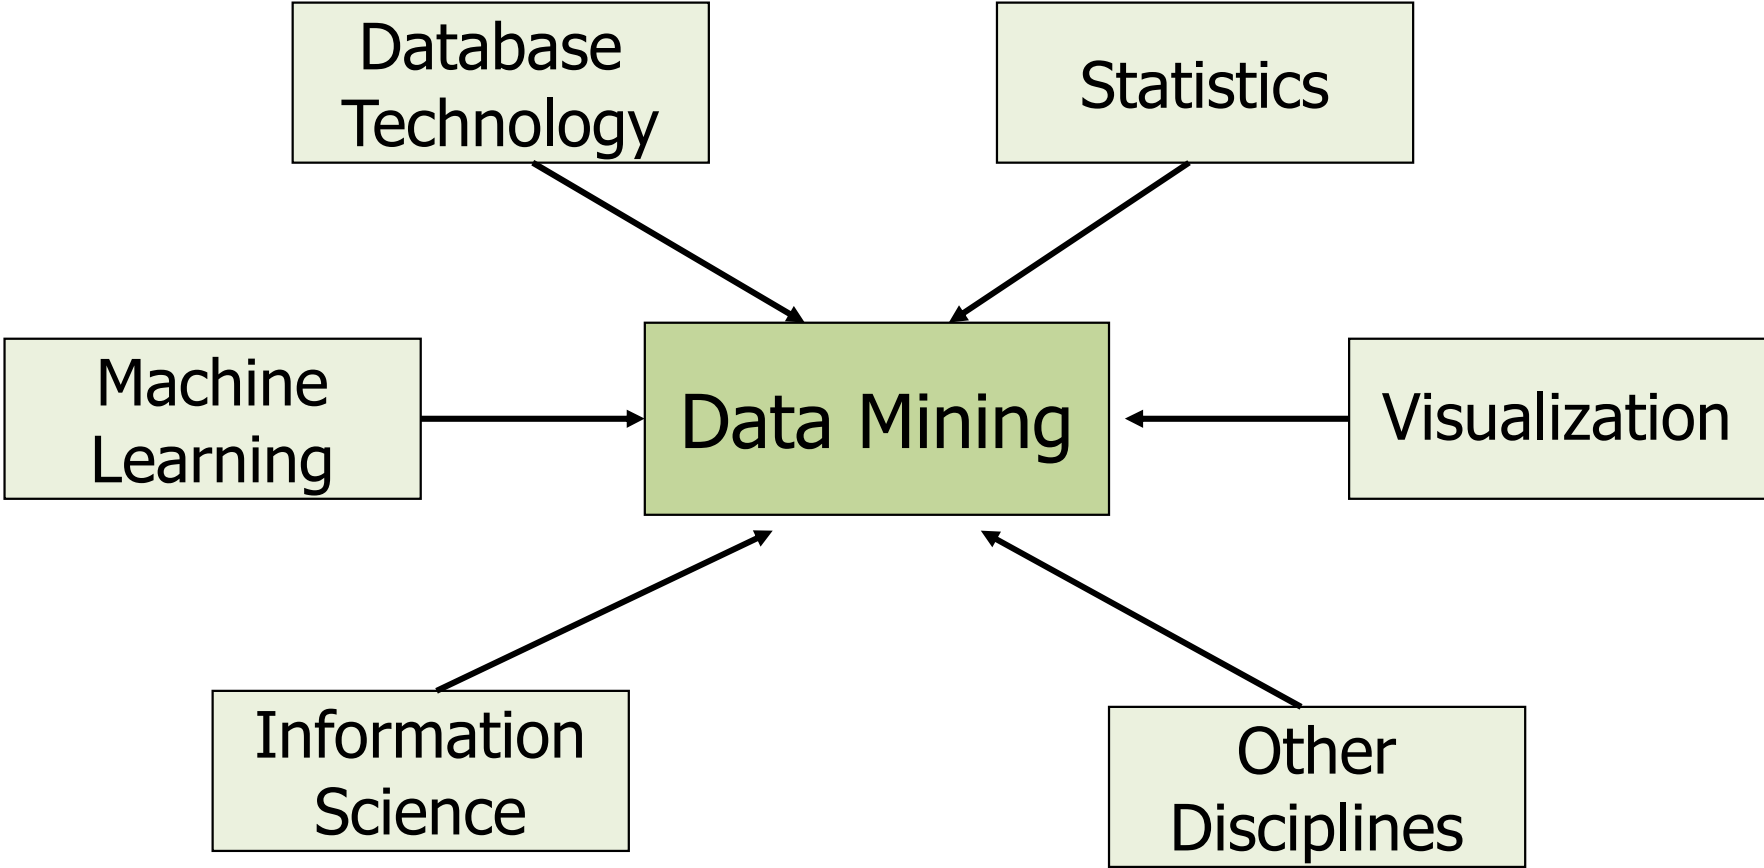 Database
Technology
Statistics
Machine
Learning
Data Mining
Visualization
Information
Science
Other
Disciplines